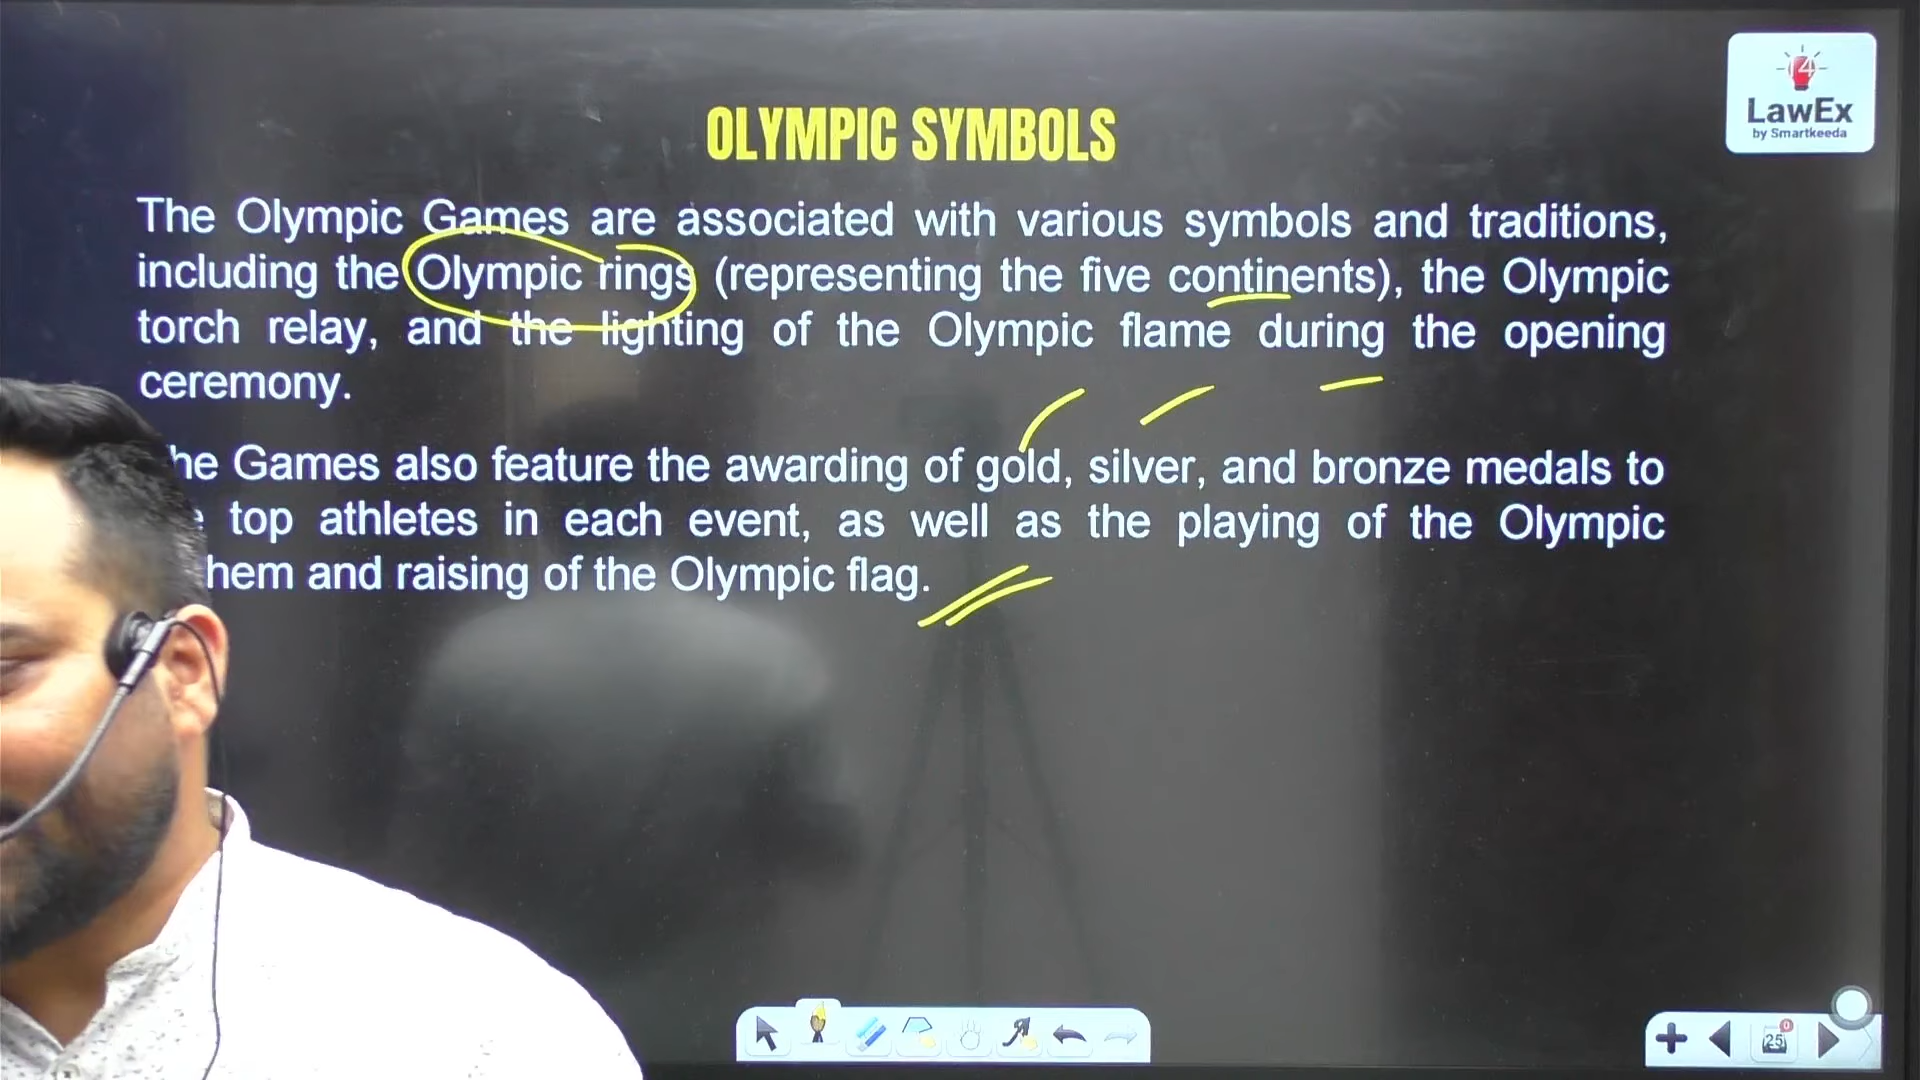 OLYMPIC SYMBOLS
LawEx
by Smartkeeda
The Olympic Games are associated with various symbols and traditions,
including the Olympic rings (representing the five continents), the Olympic
torch relay, and the lighting of the Olympic flame during the opening
ceremony.
he Games also feature the awarding of gold, silver, and bronze medals to
top athletes in each event, as well as the playing of the Olympic
hem and raising of the Olympic flag.
25
0